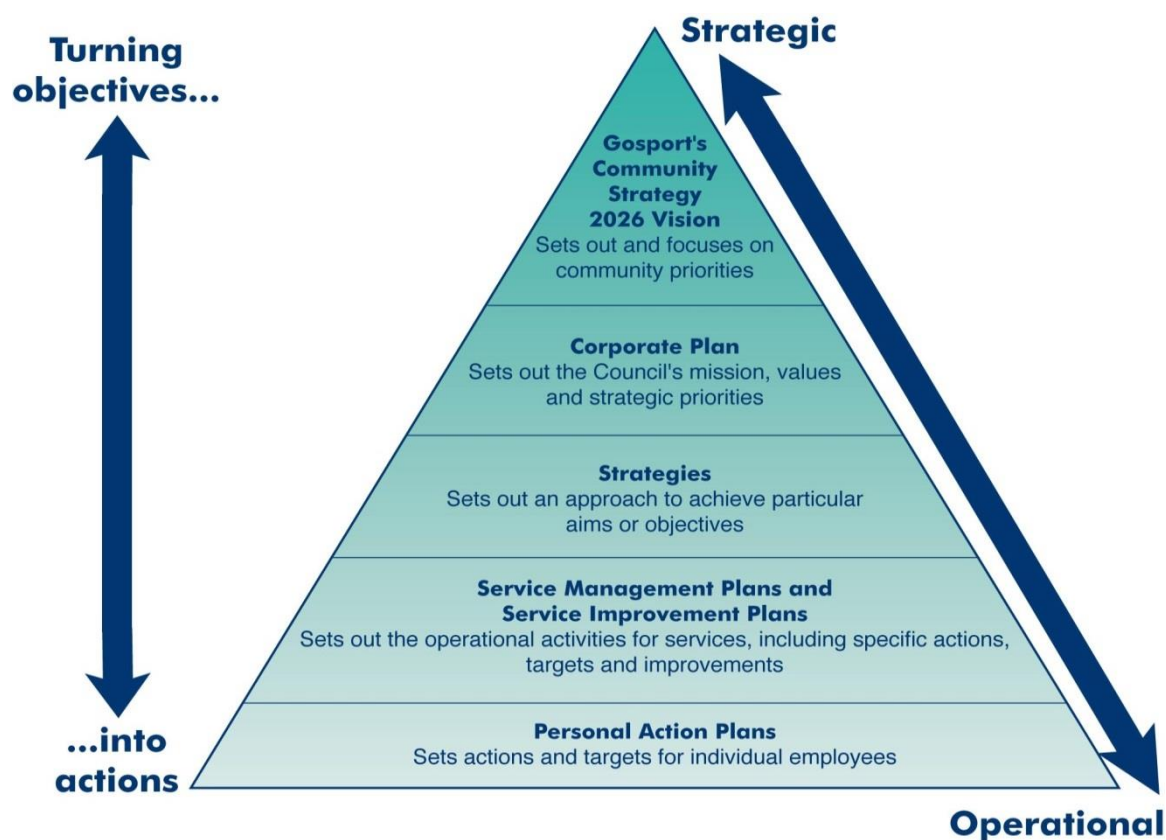 Turning
objectives...
Strategic
Gosport's
Community
Strategy
2026 Vision
Sets out and focuses on
community priorities
Corporate Plan
Sets out the Council's mission, values
and strategic priorities
Strategies
Sets out an approach to achieve particular
aims or objectives
Service Management Plans and
Service Improvement Plans
Sets out the operational activities for services, including specific actions,
targets and improvements
Personal Action Plans
Sets actions and targets for individual employees
...into
actions
Operational